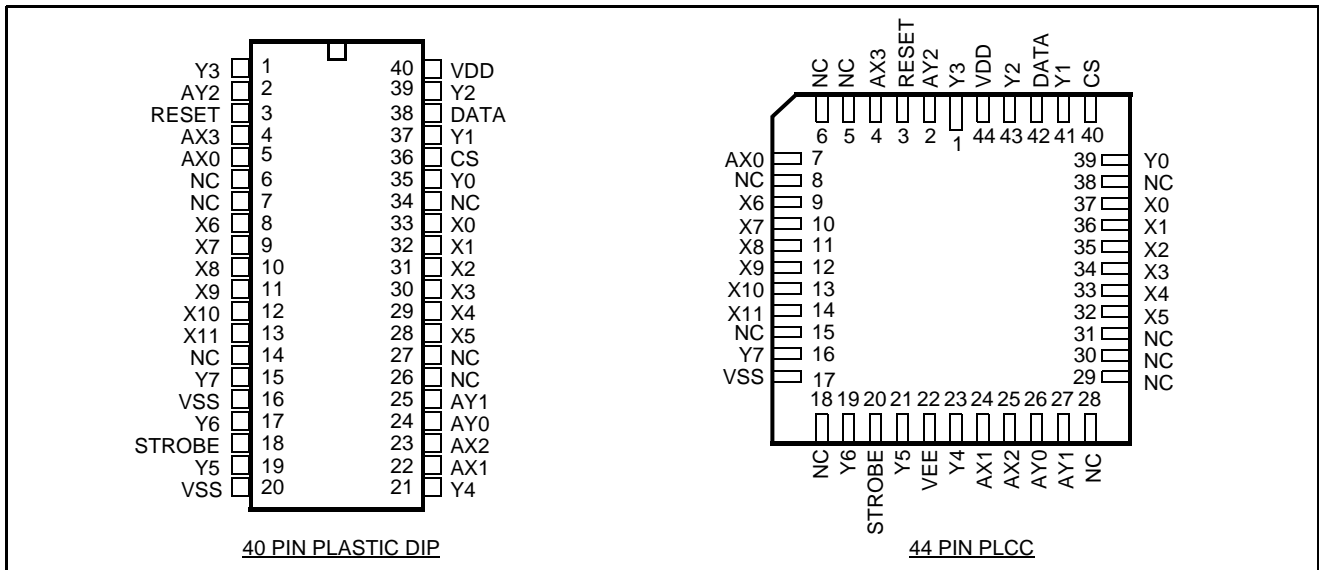 Y3 1 40 VDD
AY2 2 39 Y2
RESET 3 38 DATA
AX3 4 37 Y1
AX0 5 36 CS
NC 6 35 Y0
NC 7 34 NC
X6 8 33 X0
X7 9 32 X1
X8 10 31 X2
X9 11 30 X3
X10 12 29 X4
X11 13 28 X5
NC 14 27 NC
Y7 15 26 NC
VSS 16 25 AY1
Y6 17 24 AY0
STROBE 18 23 AX2
Y5 19 22 AX1
VSS 20 21 Y4
40 PIN PLASTIC DIP
NC NC AX3 RESET AY2 Y3 VDD Y2 DATA Y1 CS
6 5 4 3 2 1 44 43 42 41 40
AX0 7 39 Y0
NC 8 38 NC
X6 9 37 X0
X7 10 36 X1
X8 11 35 X2
X9 12 34 X3
X10 13 33 X4
X11 14 32 X5
NC 15 31 NC
Y7 16 30 NC
VSS 17 29 NC
18 19 20 21 22 23 24 25 26 27 28
NC Y6 STROBE Y5 VEE Y4 AX1 AX2 AY0 AY1 NC
44 PIN PLCC